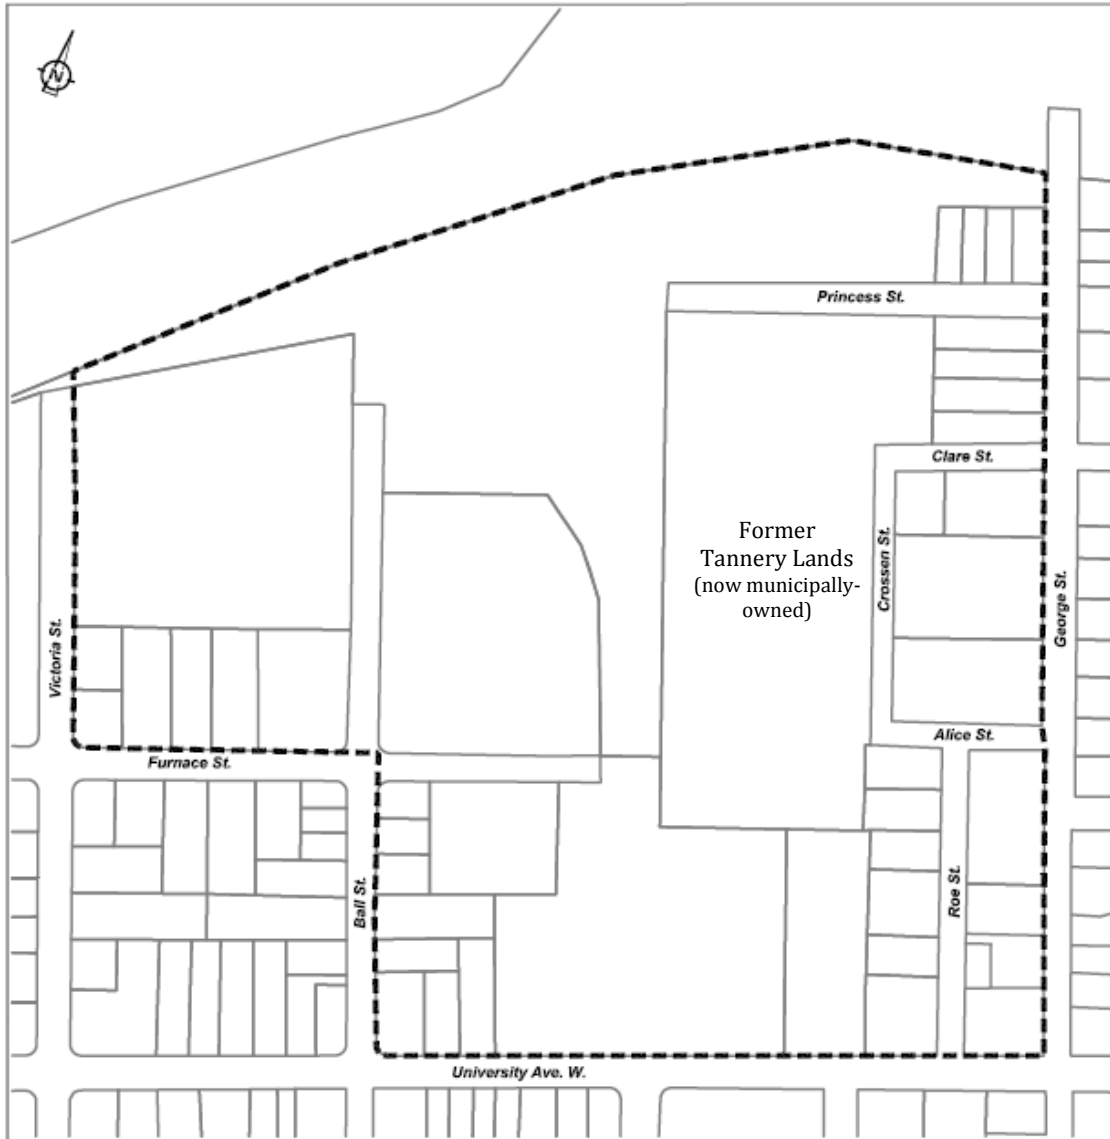 N
Princess St.
Clare St.
Former
Tannery Lands
(now municipally-
owned)
Crossen St.
George St.
Victoria St.
Alice St.
Furnace St.
Ball St.
Roe St.
University Ave. W.